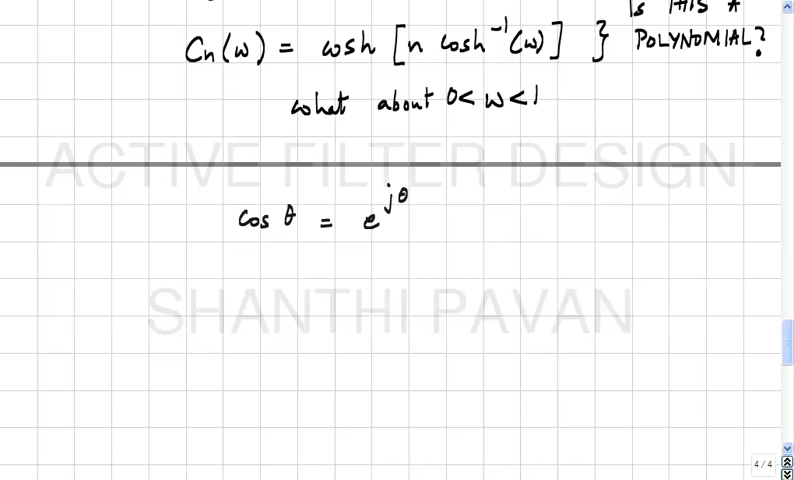 Is THIS A
Cn(ω) = cosh [n cosh⁻¹(ω)] } POLYNOMIAL?
what about 0 < ω < 1
ACTIVE FILTER DESIGN
cos θ = e^jθ
SHANTHI PAVAN
4 / 4